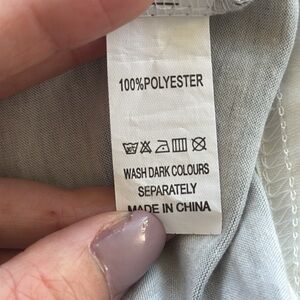 100%POLYESTER
WASH DARK COLOURS
SEPARATELY
MADE IN CHINA